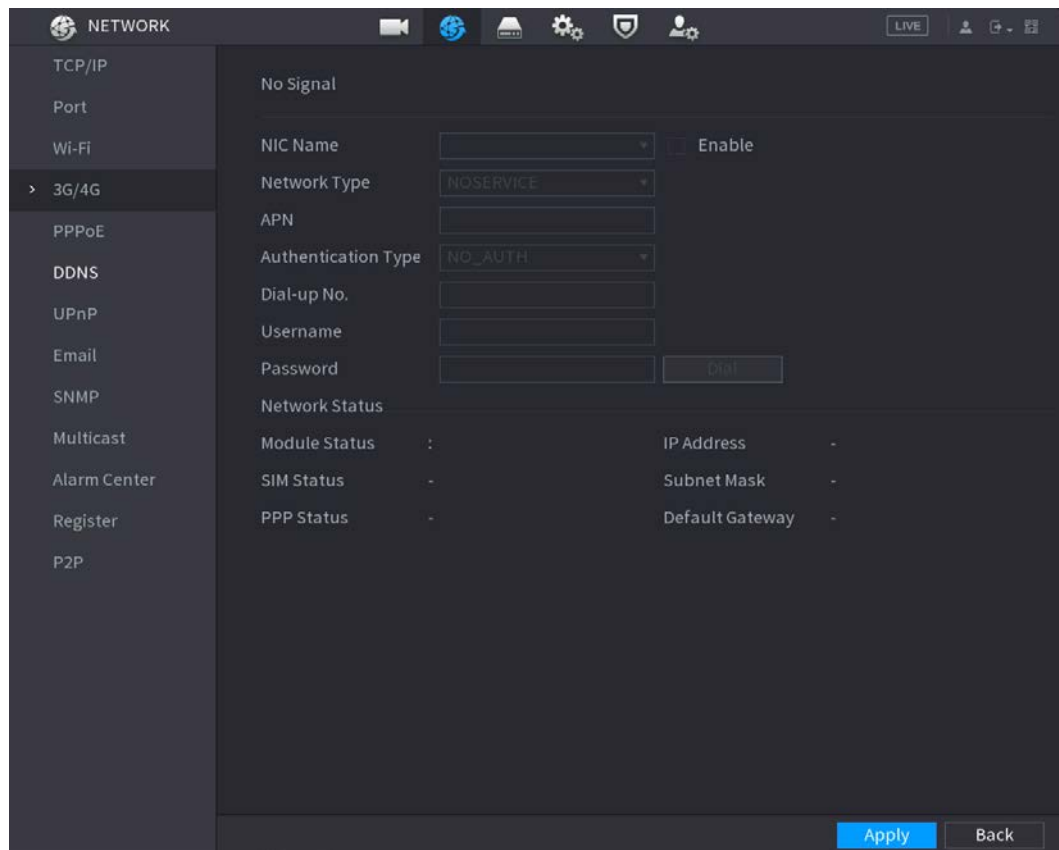 NETWORK
LIVE
TCP/IP
Port
Wi-Fi
3G/4G
PPPoE
DDNS
UPnP
Email
SNMP
Multicast
Alarm Center
Register
P2P
No Signal
NIC Name
Enable
Network Type NOSERVICE
APN
Authentication Type NO_AUTH
Dial-up No.
Username
Password Dial
Network Status
Module Status : IP Address -
SIM Status - Subnet Mask -
PPP Status - Default Gateway -
Apply Back